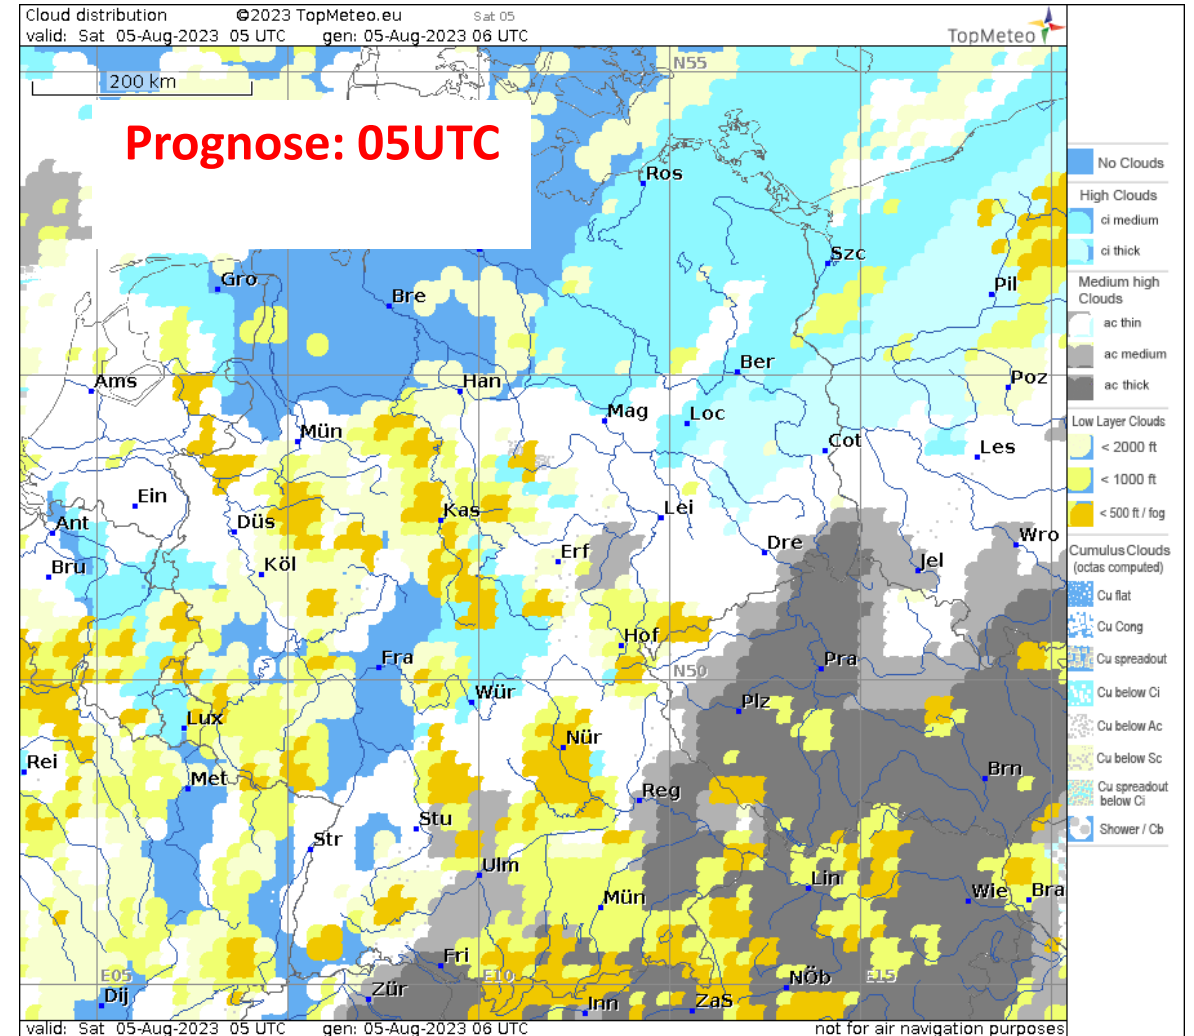 Cloud distribution ©2023 TopMeteo.eu Sat 05
valid: Sat 05-Aug-2023 05 UTC gen: 05-Aug-2023 06 UTC
TopMeteo
200 km
N55
Prognose: 05UTC
Ros
Szc
Gro
Bre
Pil
Ber
Ams
Han
Poz
Mag
Loc
Mün
Cot
Les
Ein
Kas
Lei
Ant
Düs
Wro
Dre
Erf
Jel
Bru
Köl
Hof
Fra
Pra
N50
Wür
Plz
Lux
Nür
Rei
Met
Brn
Reg
Stu
Str
Ulm
Lin
Mün
Wie
Bra
Fri
E05
E10
E15
NÖb
Dij
Zür
Inn
ZaS
valid: Sat 05-Aug-2023 05 UTC gen: 05-Aug-2023 06 UTC not for air navigation purposes
No Clouds
High Clouds
ci medium
ci thick
Medium high
Clouds
ac thin
ac medium
ac thick
Low Layer Clouds
< 2000 ft
< 1000 ft
< 500 ft / fog
Cumulus Clouds
(octas computed)
Cu flat
Cu Cong
Cu spreadout
Cu below Ci
Cu below Ac
Cu below Sc
Cu spreadout
below Ci
Shower / Cb